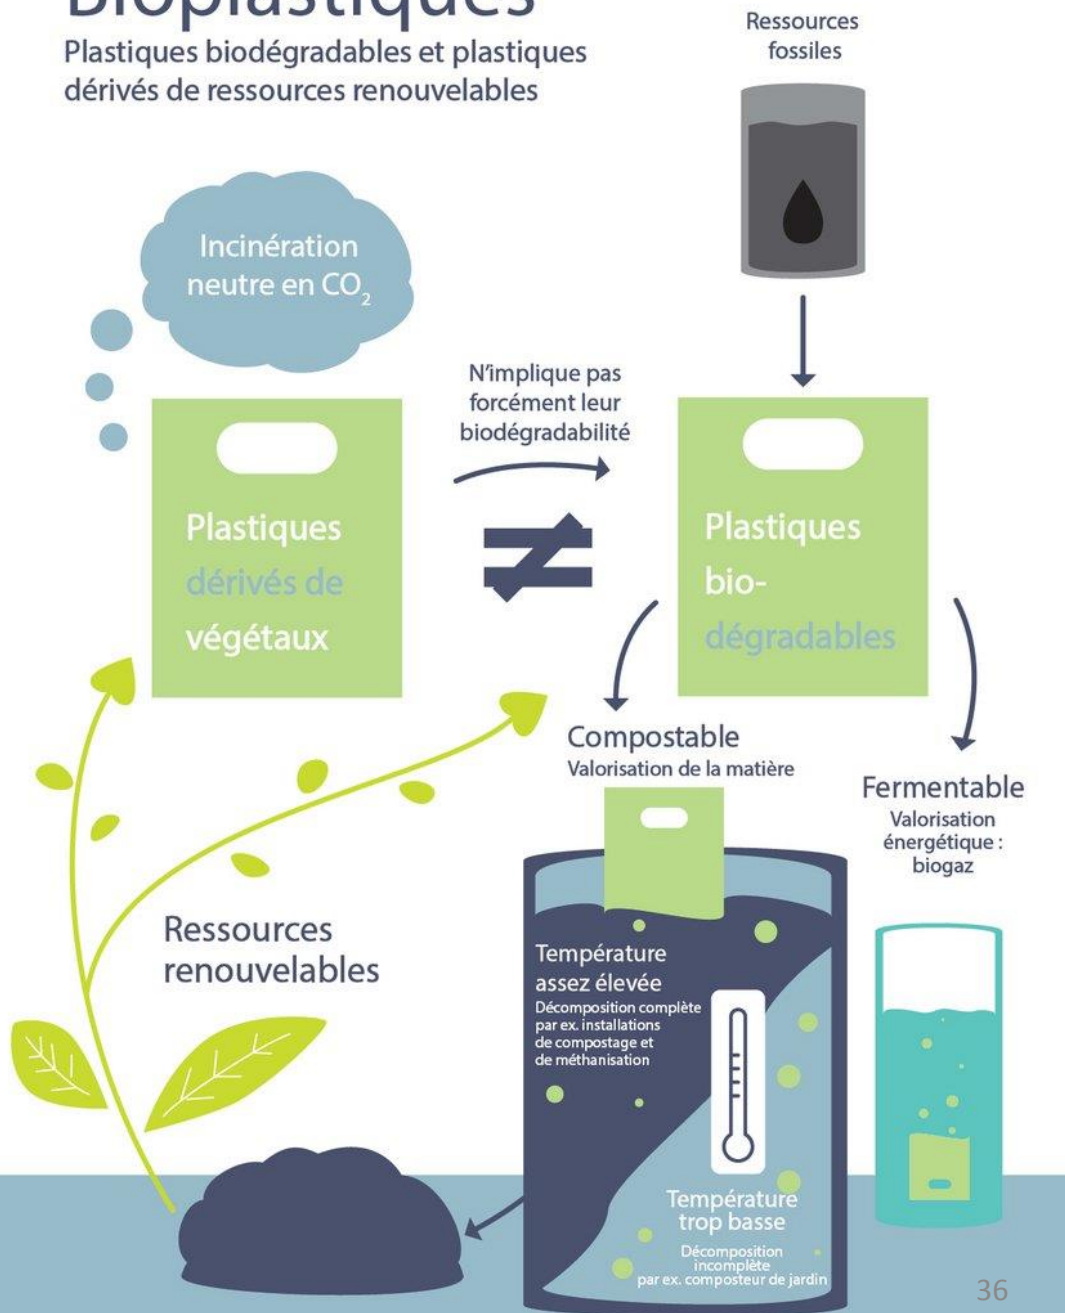 Bioplastiques
Plastiques biodégradables et plastiques
dérivés de ressources renouvelables
Ressources
fossiles
Incinération
neutre en CO₂
N'implique pas
forcément leur
biodégradabilité
Plastiques
dérivés de
végétaux
≠
Plastiques
bio-
dégradables
Compostable
Valorisation de la matière
Fermentable
Valorisation
énergétique :
biogaz
Ressources
renouvelables
Température
assez élevée
Décomposition complète
par ex. installations
de compostage et
de méthanisation
Température
trop basse
Décomposition
incomplète
par ex. composteur de jardin
36